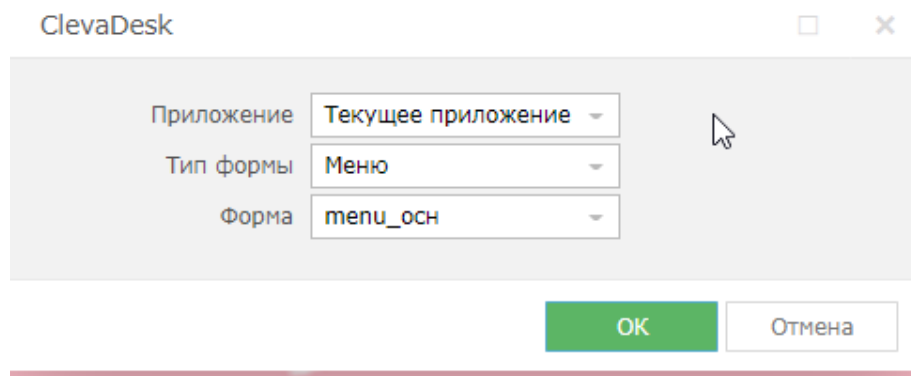 ClevaDesk
Приложение Текущее приложение
Тип формы Меню
Форма menu_осн
ОК Отмена